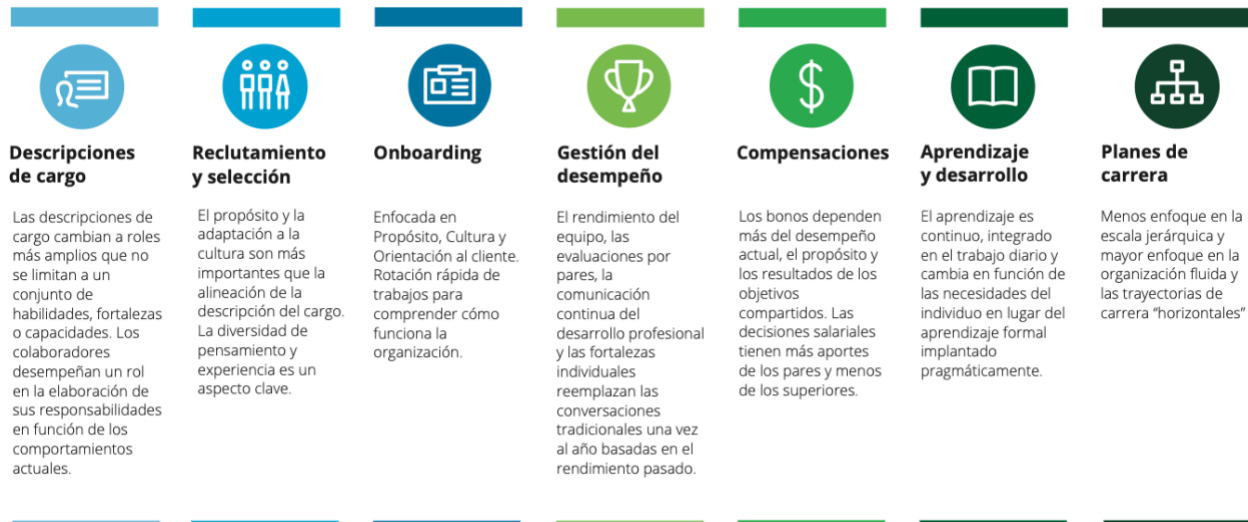 Descripciones
de cargo
Las descripciones de
cargo cambian a roles
más amplios que no
se limitan a un
conjunto de
habilidades, fortalezas
o capacidades. Los
colaboradores
desempeñan un rol
en la elaboración de
sus responsabilidades
en función de los
comportamientos
actuales.
Reclutamiento
y selección
El propósito y la
adaptación a la
cultura son más
importantes que la
alineación de la
descripción del cargo.
La diversidad de
pensamiento y
experiencia es un
aspecto clave.
Onboarding
Enfocada en
Propósito, Cultura y
Orientación al cliente.
Rotación rápida de
trabajos para
comprender cómo
funciona la
organización.
Gestión del
desempeño
El rendimiento del
equipo, las
evaluaciones por
pares, la
comunicación
continua del
desarrollo profesional
y las fortalezas
individuales
reemplazan las
conversaciones
tradicionales una vez
al año basadas en el
rendimiento pasado.
Compensaciones
Los bonos dependen
más del desempeño
actual, el propósito y
los resultados de los
objetivos
compartidos. Las
decisiones salariales
tienen más aportes
de los pares y menos
de los superiores.
Aprendizaje
y desarrollo
El aprendizaje es
continuo, integrado
en el trabajo diario y
cambia en función de
las necesidades del
individuo en lugar del
aprendizaje formal
implantado
pragmáticamente.
Planes de
carrera
Menos enfoque en la
escala jerárquica y
mayor enfoque en la
organización fluida y
las trayectorias de
carrera “horizontales”